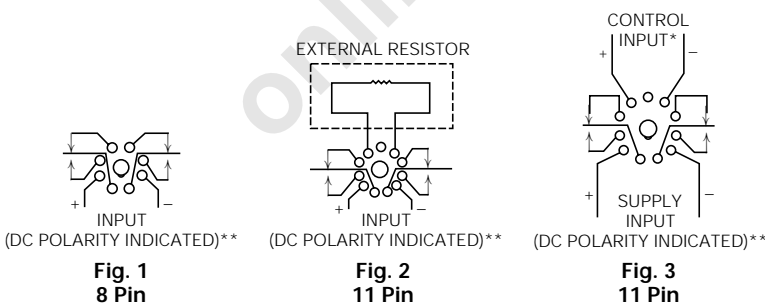 CONTROL
INPUT*
+ −
EXTERNAL RESISTOR
+ −
INPUT
(DC POLARITY INDICATED)**
Fig. 1
8 Pin
+ −
INPUT
(DC POLARITY INDICATED)**
Fig. 2
11 Pin
+ −
SUPPLY
INPUT
(DC POLARITY INDICATED)**
Fig. 3
11 Pin